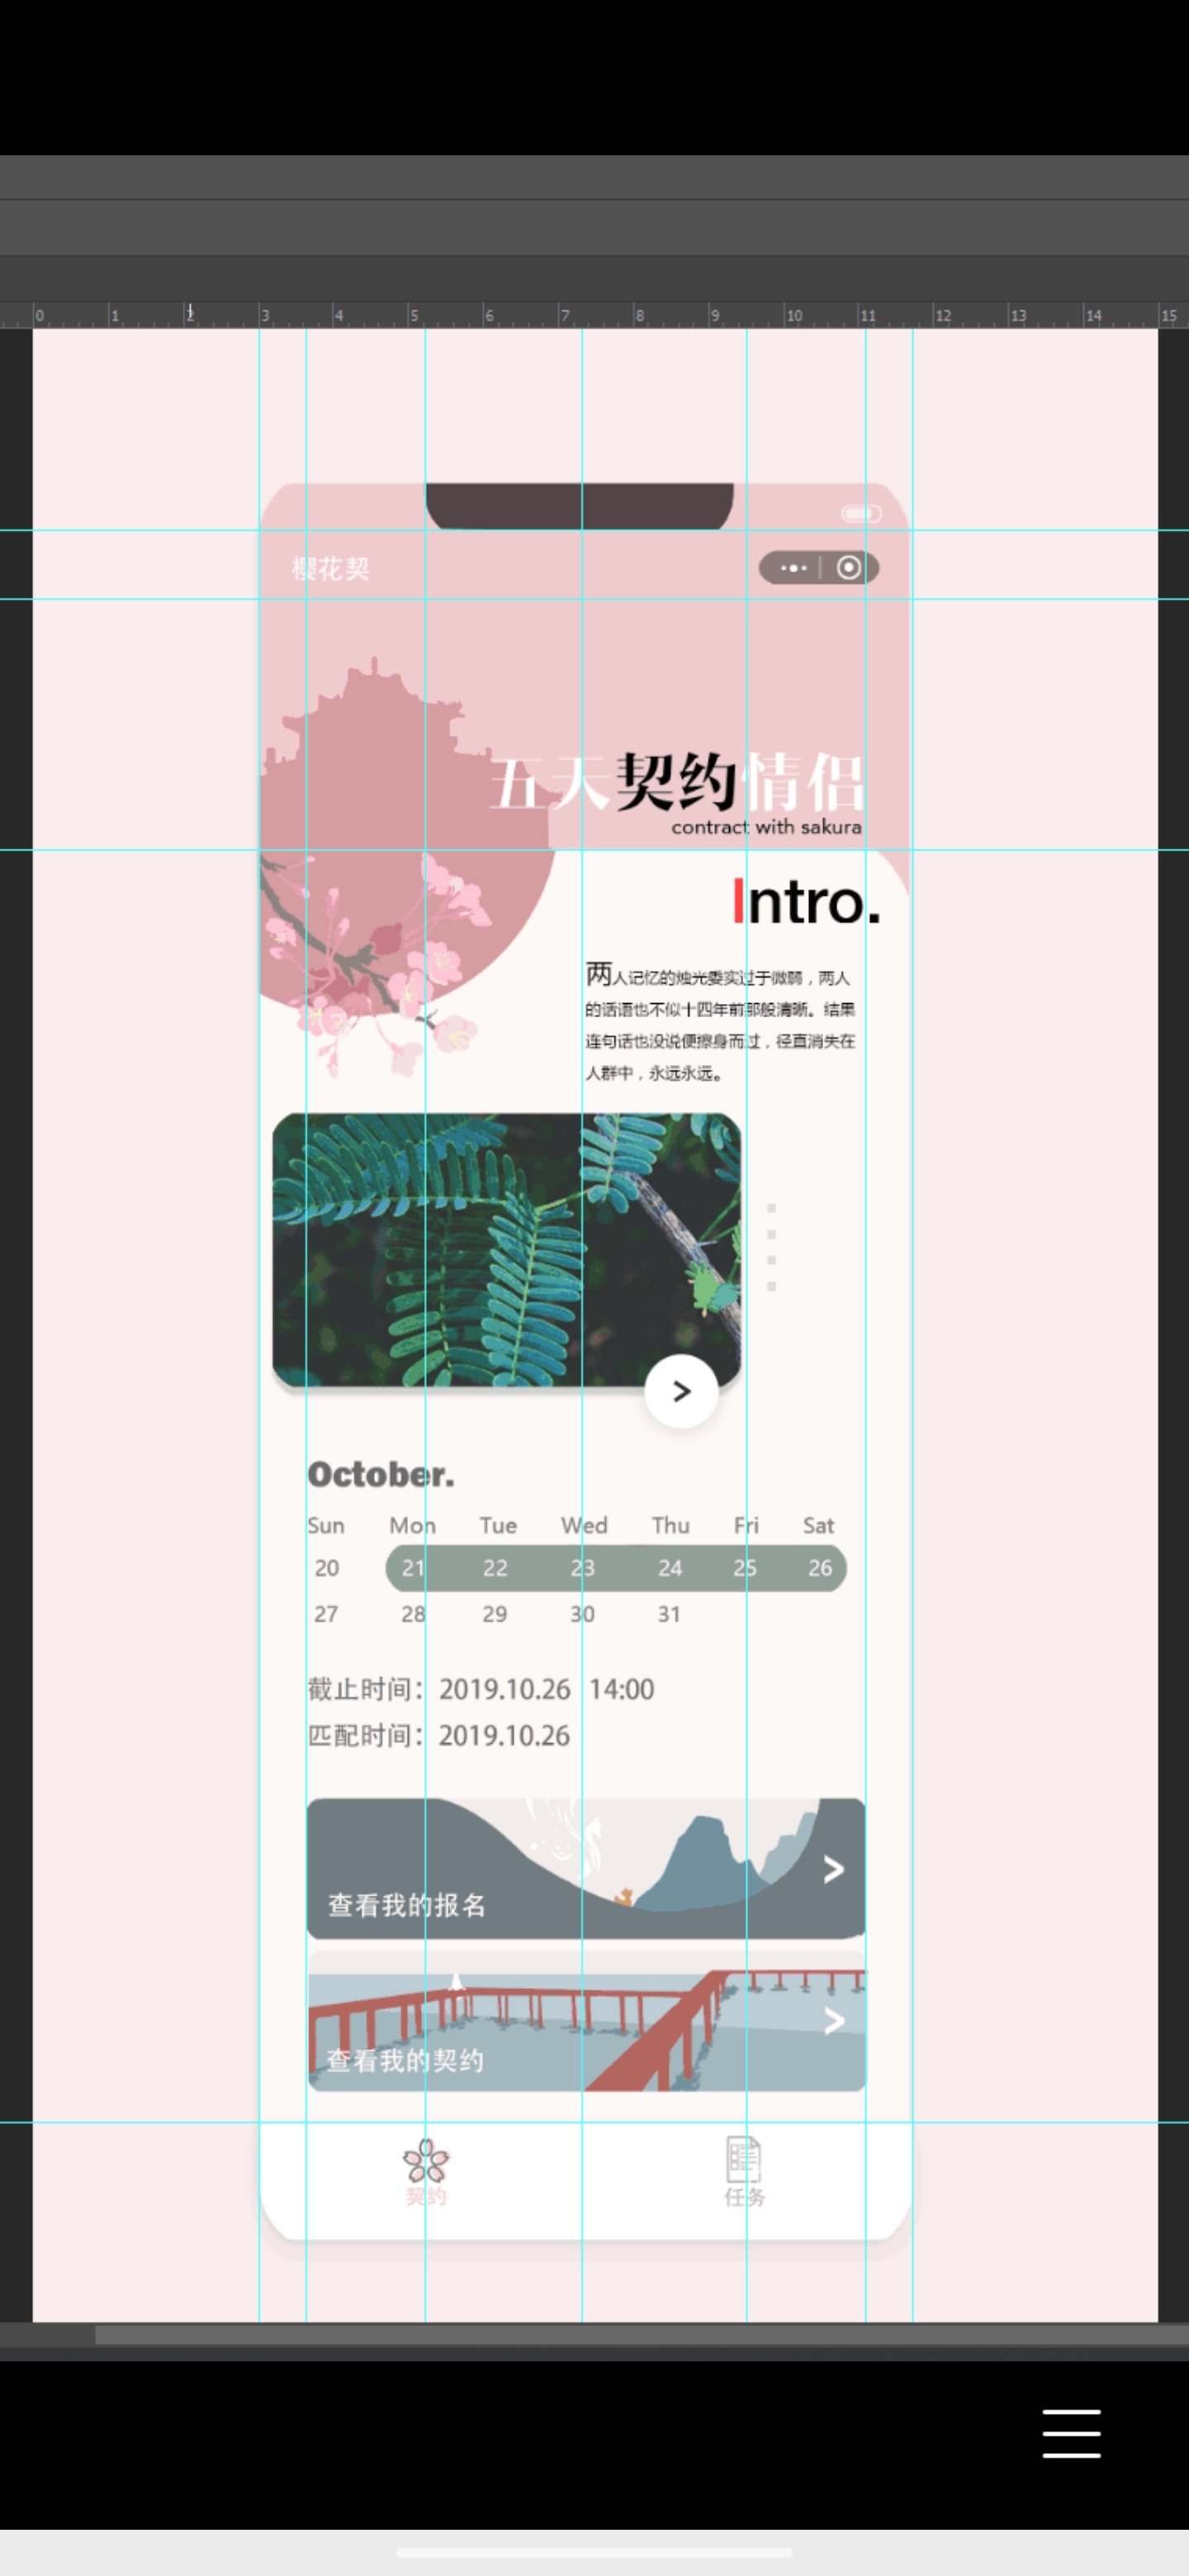 0 1 2 3 4 5 6 7 8 9 10 11 12 13 14 15
樱花契
五天契约情侣
contract with sakura
Intro.
两人记忆的烛光委实过于微弱，两人
的话语也不似十四年前那般清晰。结果
连句话也没说便擦身而过，径直消失在
人群中，永远永远。
October.
Sun Mon Tue Wed Thu Fri Sat
20 21 22 23 24 25 26
27 28 29 30 31
截止时间：2019.10.26 14:00
匹配时间：2019.10.26
查看我的报名
查看我的契约
契约 任务